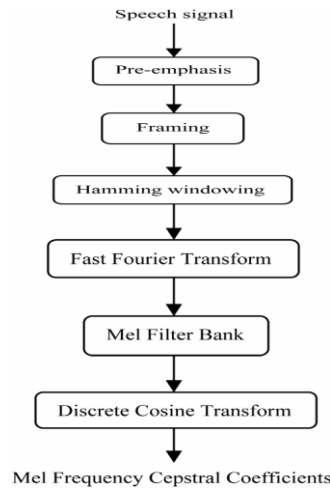 Speech signal
Pre-emphasis
Framing
Hamming windowing
Fast Fourier Transform
Mel Filter Bank
Discrete Cosine Transform
Mel Frequency Cepstral Coefficients